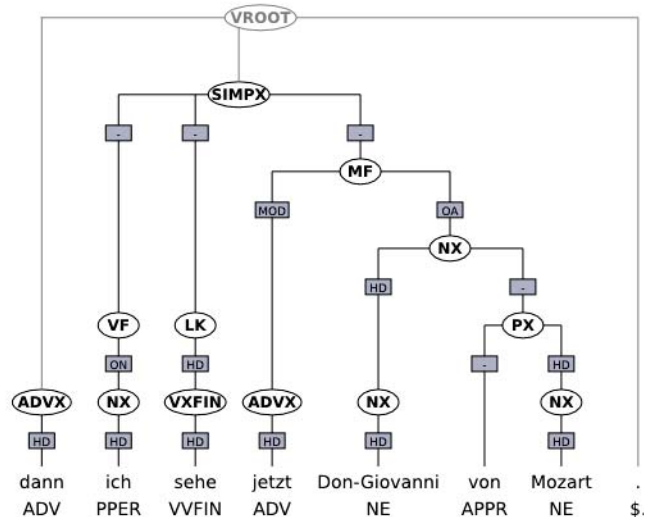 VROOT
SIMPX
- - -
MF
MOD OA
NX
HD -
VF LK PX
ON HD - HD
ADVX NX VXFIN ADVX NX NX
HD HD HD HD HD HD
dann ich sehe jetzt Don-Giovanni von Mozart .
ADV PPER VVFIN ADV NE APPR NE $.